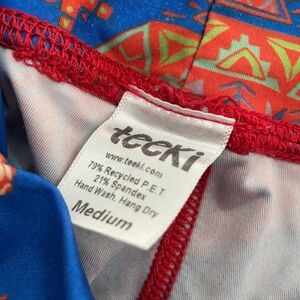 teeki
www.teeki.com
79% Recycled P.E.T.
21% Spandex
Hand Wash. Hang Dry
Medium